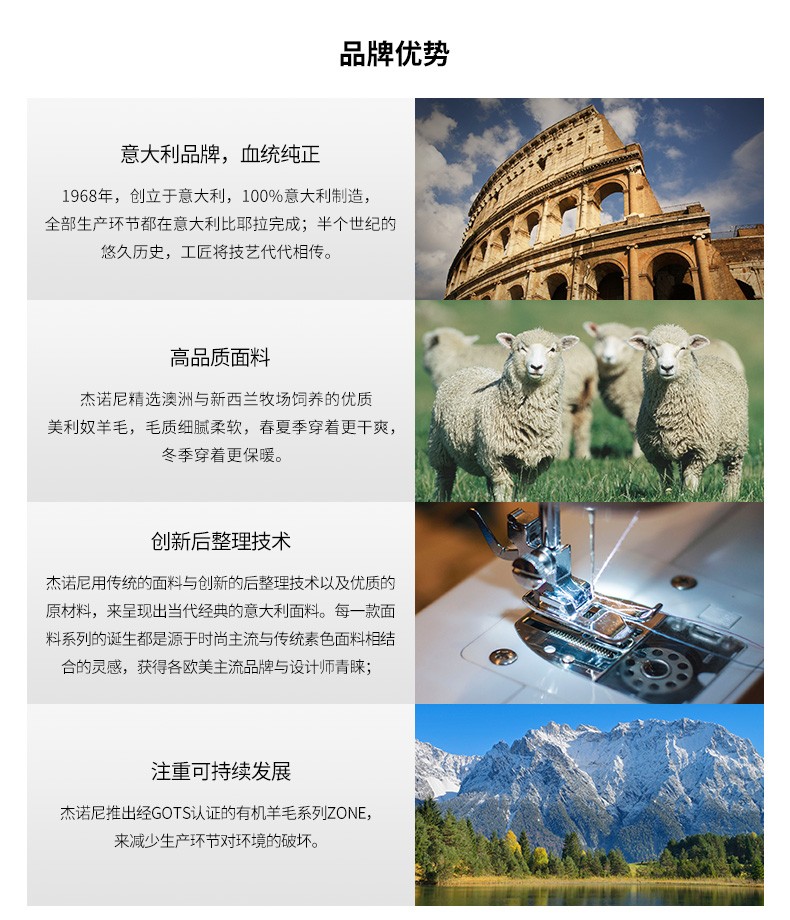 品牌优势
意大利品牌，血统纯正
1968年，创立于意大利，100%意大利制造，
全部生产环节都在意大利比耶拉完成；半个世纪的
悠久历史，工匠将技艺代代相传。
高品质面料
杰诺尼精选澳洲与新西兰牧场饲养的优质
美利奴羊毛，毛质细腻柔软，春夏季穿着更干爽，
冬季穿着更保暖。
创新后整理技术
杰诺尼用传统的面料与创新的后整理技术以及优质的
原材料，来呈现出当代经典的意大利面料。每一款面
料系列的诞生都是源于时尚主流与传统素色面料相结
合的灵感，获得各欧美主流品牌与设计师青睐；
注重可持续发展
杰诺尼推出经GOTS认证的有机羊毛系列ZONE，
来减少生产环节对环境的破坏。